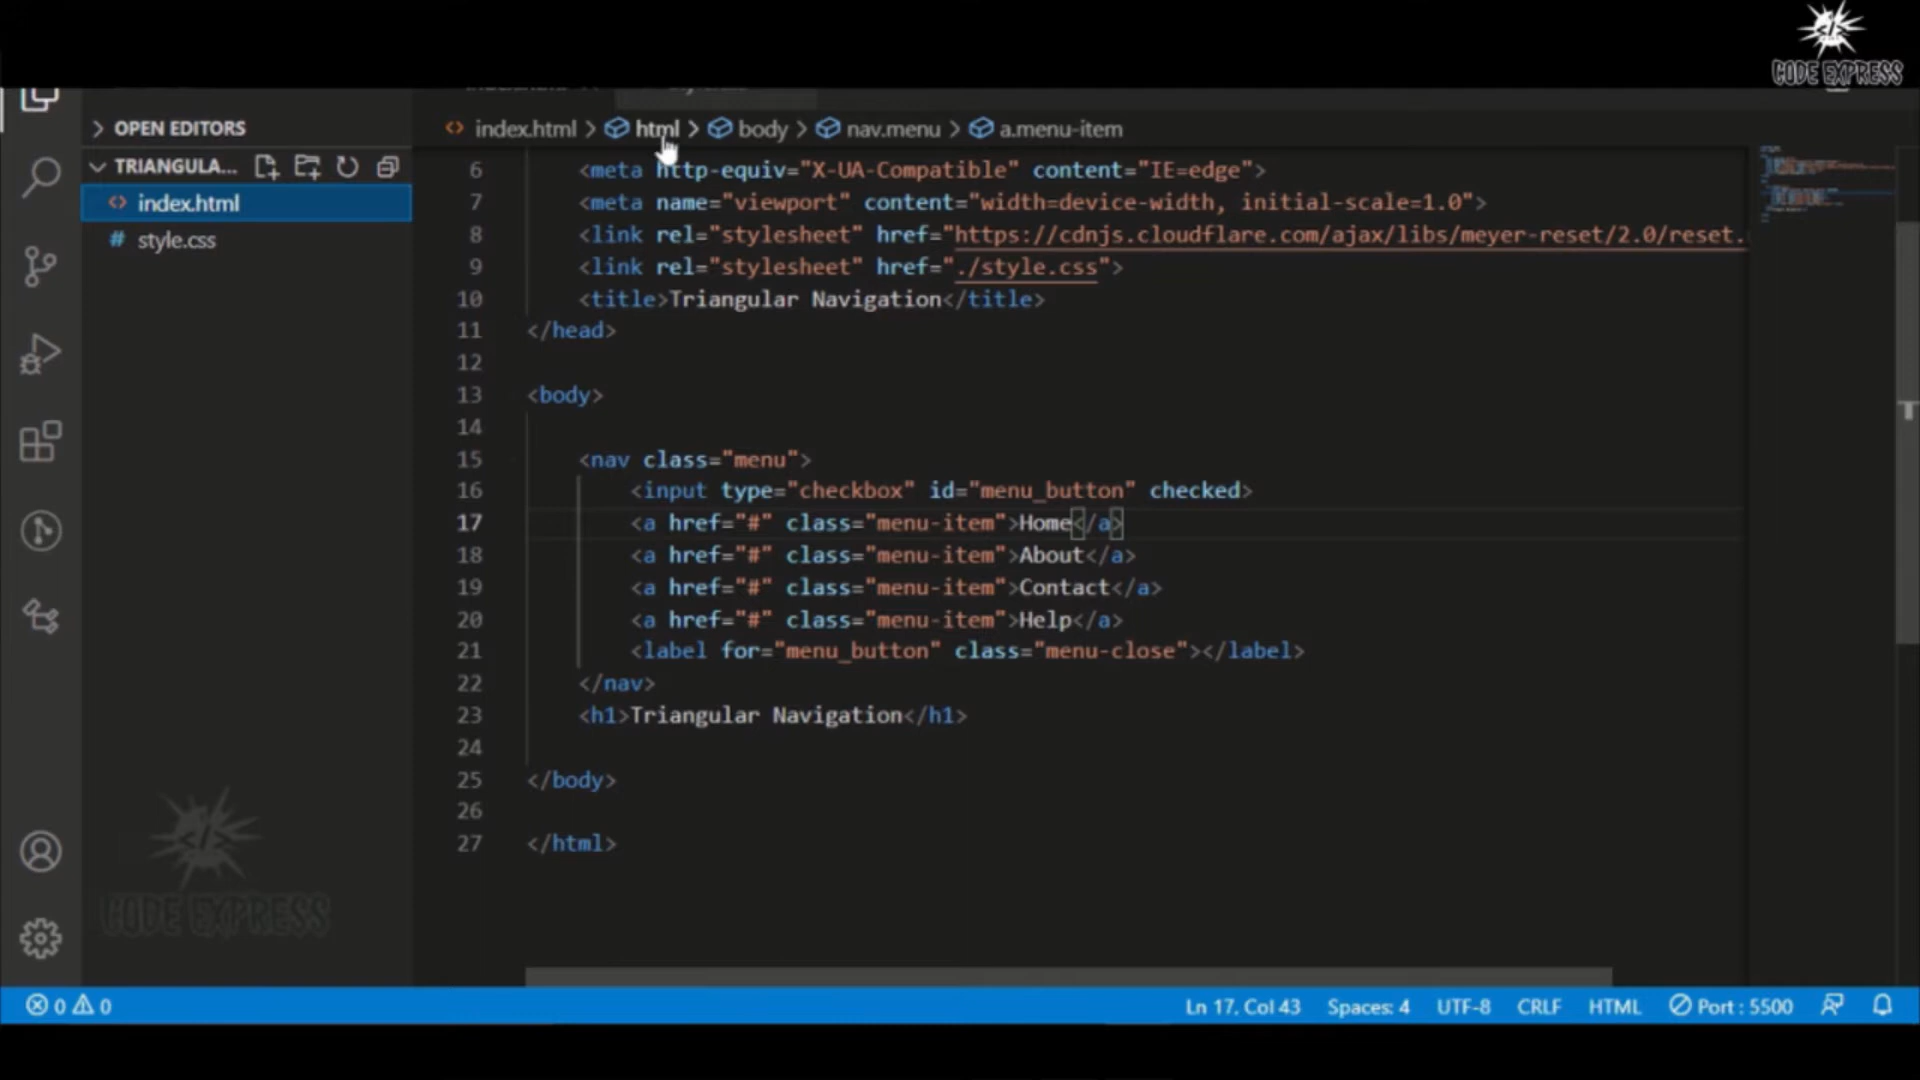 CODE EXPRESS
OPEN EDITORS
TRIANGULA...
index.html
style.css
index.html > html > body > nav.menu > a.menu-item
6 <meta http-equiv="X-UA-Compatible" content="IE=edge">
7 <meta name="viewport" content="width=device-width, initial-scale=1.0">
8 <link rel="stylesheet" href="https://cdnjs.cloudflare.com/ajax/libs/meyer-reset/2.0/reset.
9 <link rel="stylesheet" href="./style.css">
10 <title>Triangular Navigation</title>
11 </head>
12
13 <body>
14
15 <nav class="menu">
16 <input type="checkbox" id="menu_button" checked>
17 <a href="#" class="menu-item">Home</a>
18 <a href="#" class="menu-item">About</a>
19 <a href="#" class="menu-item">Contact</a>
20 <a href="#" class="menu-item">Help</a>
21 <label for="menu_button" class="menu-close"></label>
22 </nav>
23 <h1>Triangular Navigation</h1>
24
25 </body>
26
27 </html>
CODE EXPRESS
0 0 Ln 17, Col 43 Spaces: 4 UTF-8 CRLF HTML Port : 5500